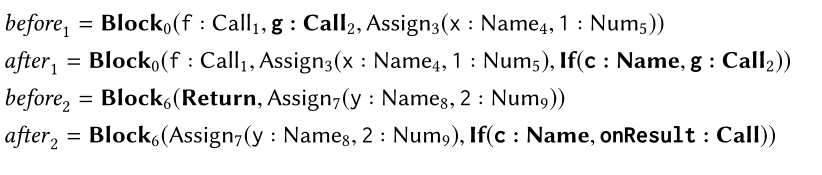 before₁ = Block₀(f : Call₁, g : Call₂, Assign₃(x : Name₄, 1 : Num₅))
after₁ = Block₀(f : Call₁, Assign₃(x : Name₄, 1 : Num₅), If(c : Name, g : Call₂))
before₂ = Block₆(Return, Assign₇(y : Name₈, 2 : Num₉))
after₂ = Block₆(Assign₇(y : Name₈, 2 : Num₉), If(c : Name, onResult : Call))